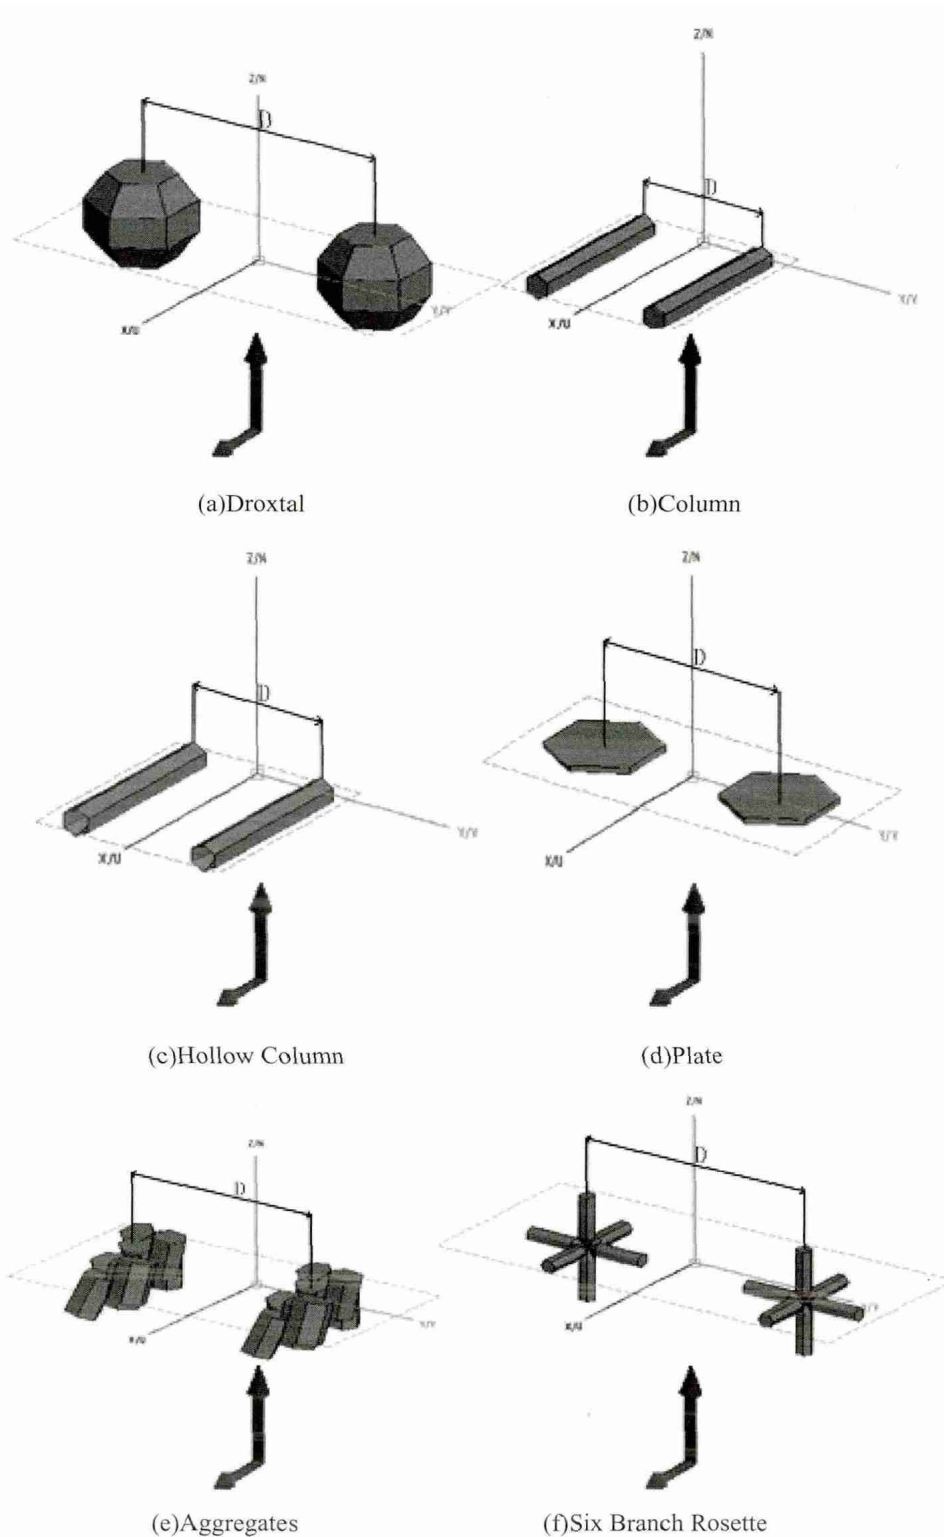 Z/N
D
X/U
Y/V
(a)Droxtal
Z/N
D
X/U
Y/V
(b)Column
Z/N
D
X/U
Y/V
(c)Hollow Column
Z/N
D
X/U
Y/V
(d)Plate
Z/N
D
X/U
Y/V
(e)Aggregates
Z/N
D
X/U
(f)Six Branch Rosette